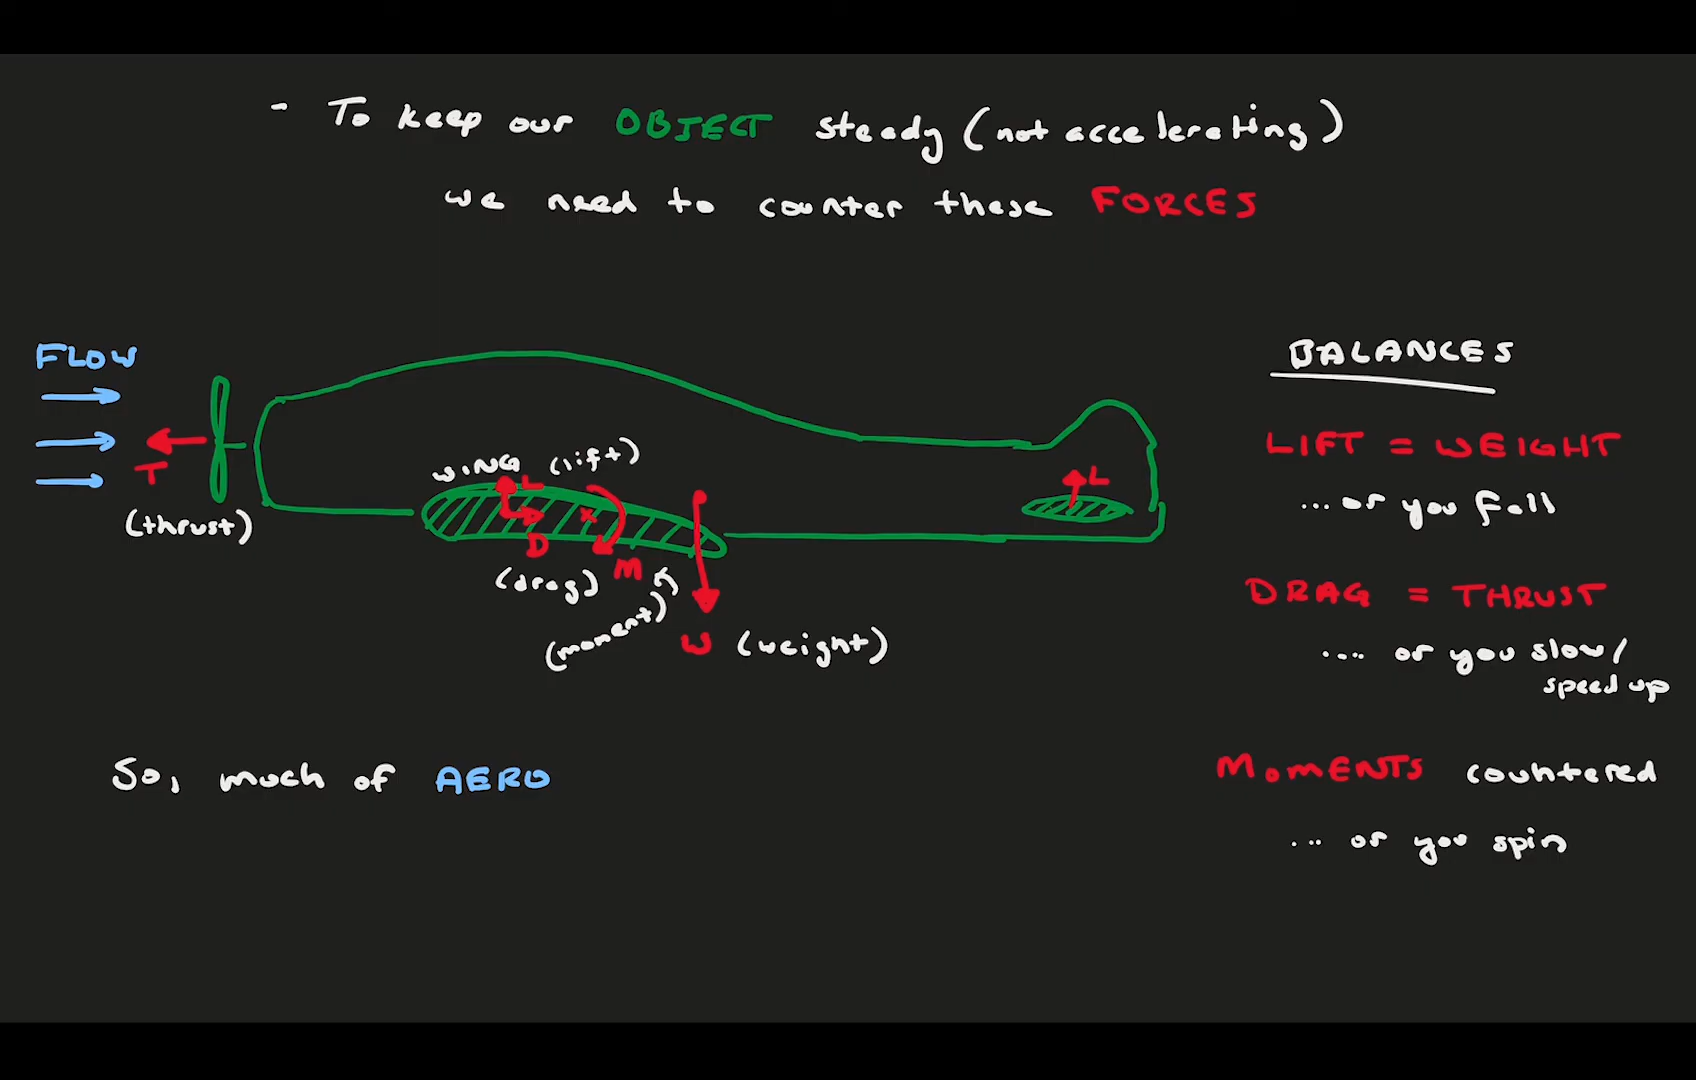 - To keep our OBJECT steady (not accelerating)
we need to counter these FORCES
FLOW
T
(thrust)
WING (lift)
L
D
(drag)
x
M
(moment)
W (weight)
L
BALANCES
LIFT = WEIGHT
... or you fall
DRAG = THRUST
.... or you slow/
speed up
MOMENTS countered
... or you spin
So, much of AERO